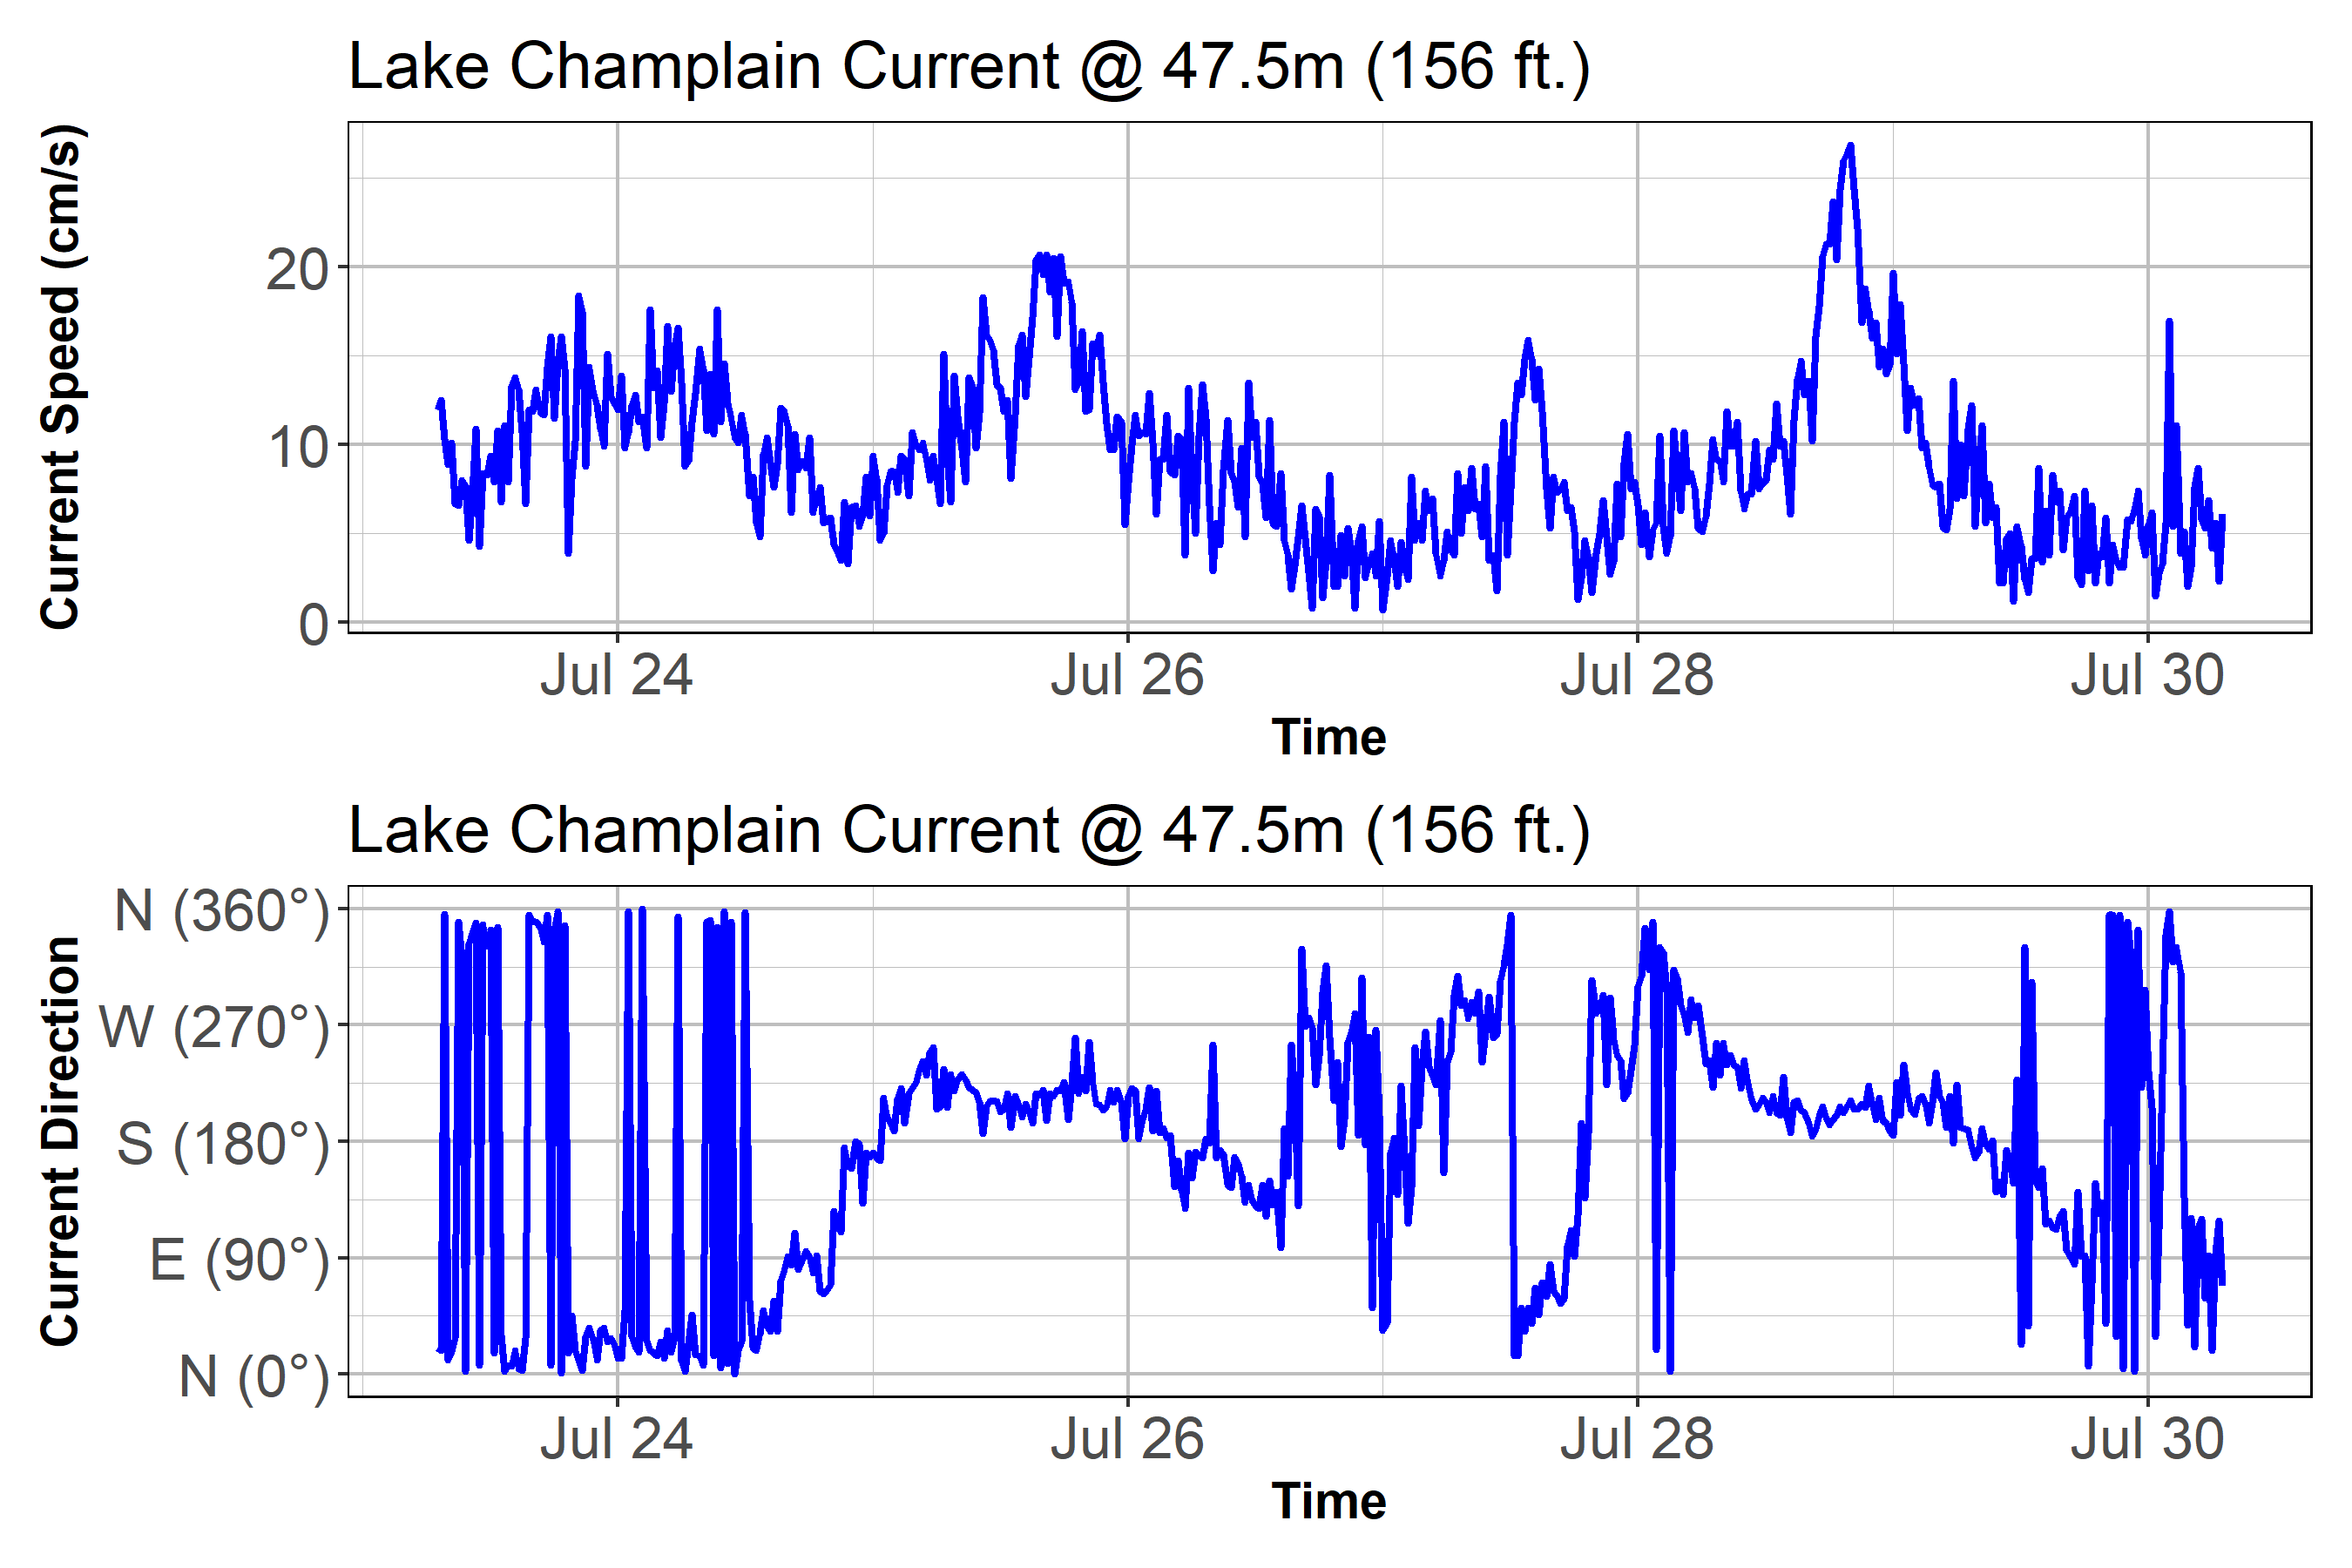 Lake Champlain Current @ 47.5m (156 ft.)
Current Speed (cm/s)
20
10
0
Jul 24 Jul 26 Jul 28 Jul 30
Time
Lake Champlain Current @ 47.5m (156 ft.)
Current Direction
N (360°)
W (270°)
S (180°)
E (90°)
N (0°)
Jul 24 Jul 26 Jul 28 Jul 30
Time